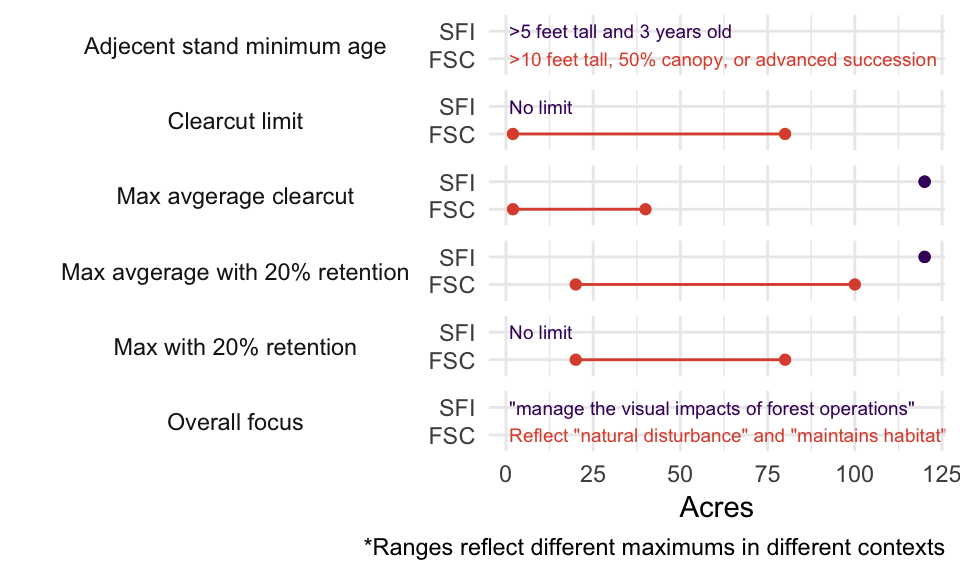 Adjecent stand minimum age
SFI
>5 feet tall and 3 years old
FSC
>10 feet tall, 50% canopy, or advanced succession
Clearcut limit
SFI
No limit
FSC
Max avgerage clearcut
SFI
FSC
Max avgerage with 20% retention
SFI
FSC
Max with 20% retention
SFI
No limit
FSC
Overall focus
SFI
"manage the visual impacts of forest operations"
FSC
Reflect "natural disturbance" and "maintains habitat"
0 25 50 75 100 125
Acres
*Ranges reflect different maximums in different contexts